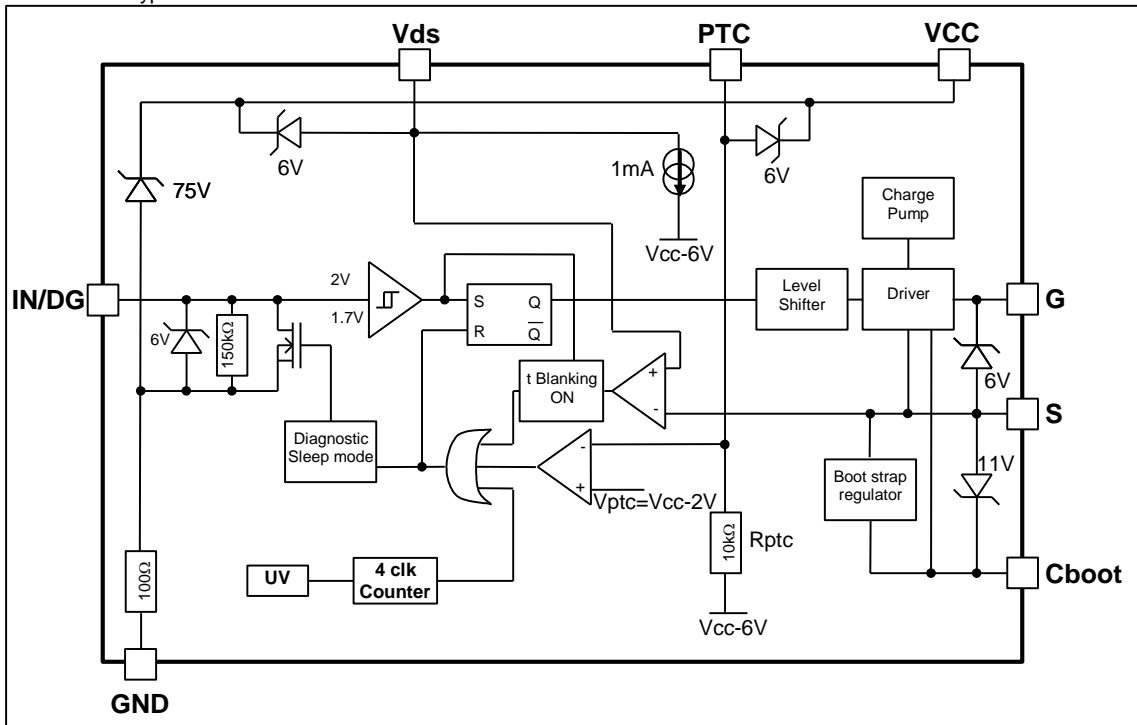 Vds
PTC
VCC
6V
1mA
6V
75V
Vcc-6V
Charge
Pump
IN/DG
2V
1.7V
S
Q
R
Q
Level
Shifter
Driver
G
6V
150kΩ
t Blanking
ON
+
-
6V
S
Diagnostic
Sleep mode
-
+
Vptc=Vcc-2V
Boot strap
regulator
11V
10kΩ
Rptc
100Ω
UV
4 clk
Counter
Cboot
Vcc-6V
GND